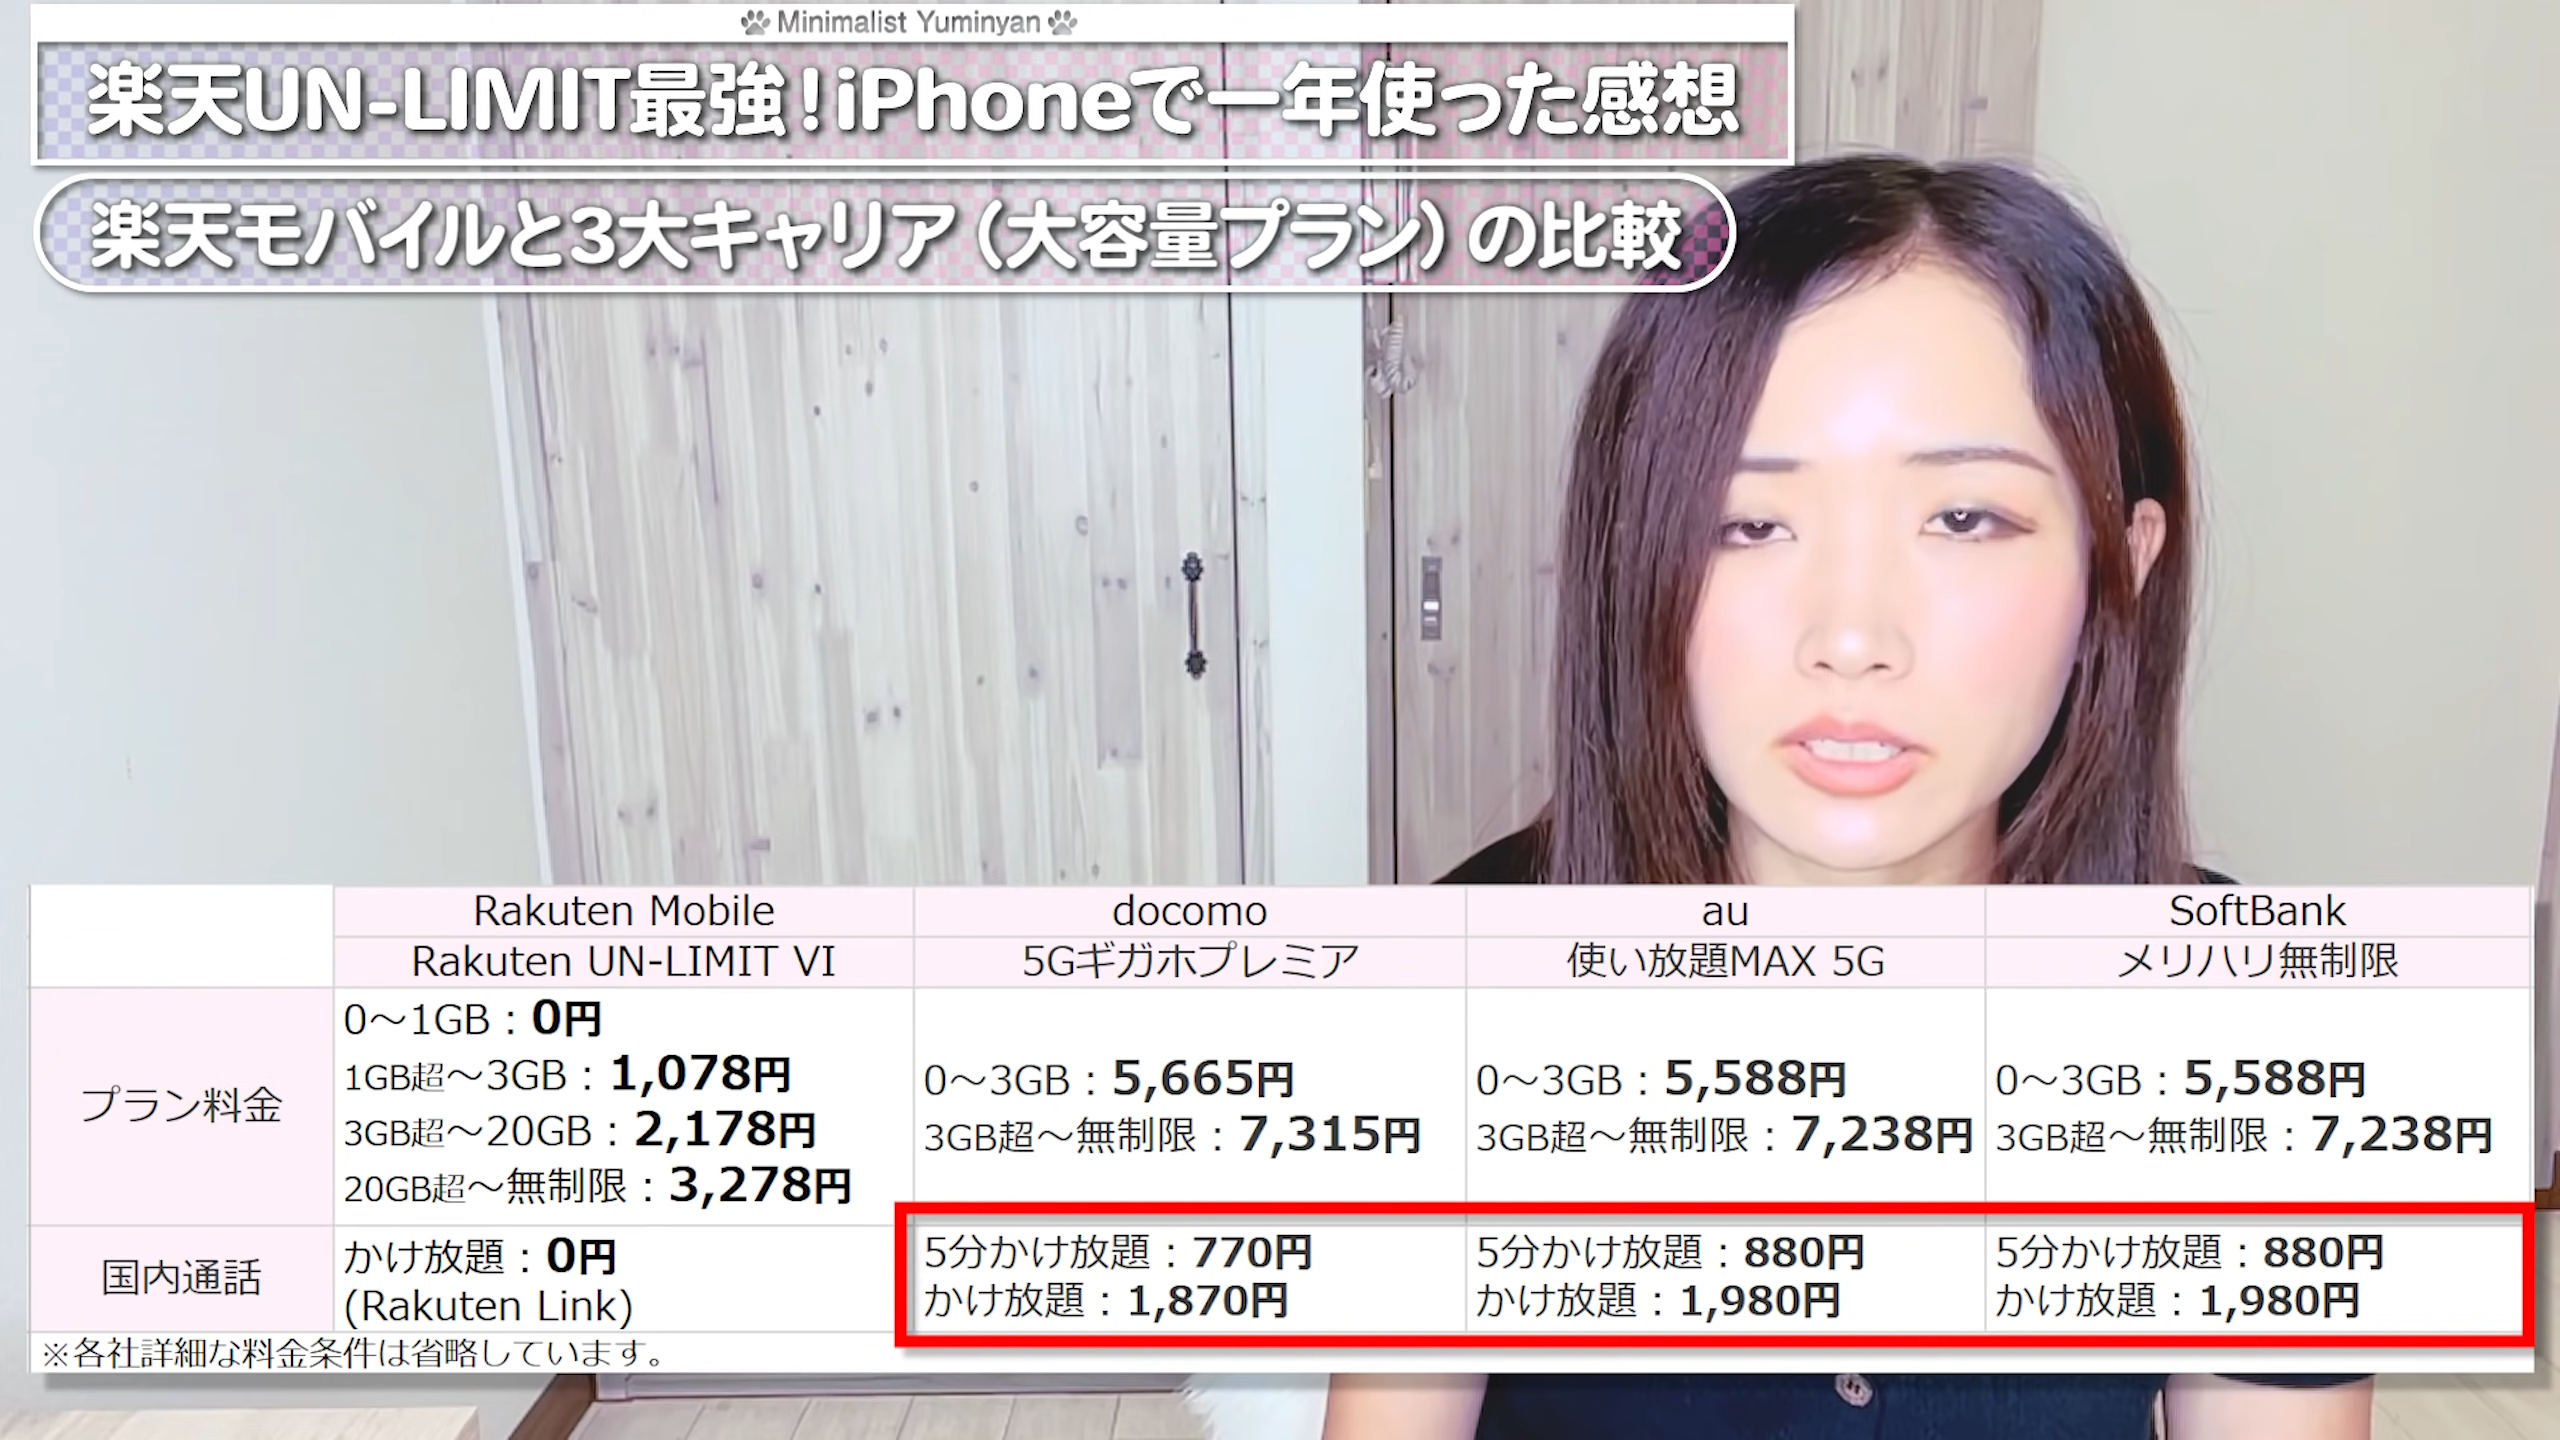 Minimalist Yuminyan
楽天UN-LIMIT最強！iPhoneで一年使った感想
楽天モバイルと3大キャリア（大容量プラン）の比較
Rakuten Mobile docomo au SoftBank
Rakuten UN-LIMIT VI 5Gギガホプレミア 使い放題MAX 5G メリハリ無制限
プラン料金
0～1GB：0円
1GB超～3GB：1,078円
3GB超～20GB：2,178円
20GB超～無制限：3,278円
0～3GB：5,665円
3GB超～無制限：7,315円
0～3GB：5,588円
3GB超～無制限：7,238円
0～3GB：5,588円
3GB超～無制限：7,238円
国内通話
かけ放題：0円
(Rakuten Link)
5分かけ放題：770円
かけ放題：1,870円
5分かけ放題：880円
かけ放題：1,980円
5分かけ放題：880円
かけ放題：1,980円
※各社詳細な料金条件は省略しています。